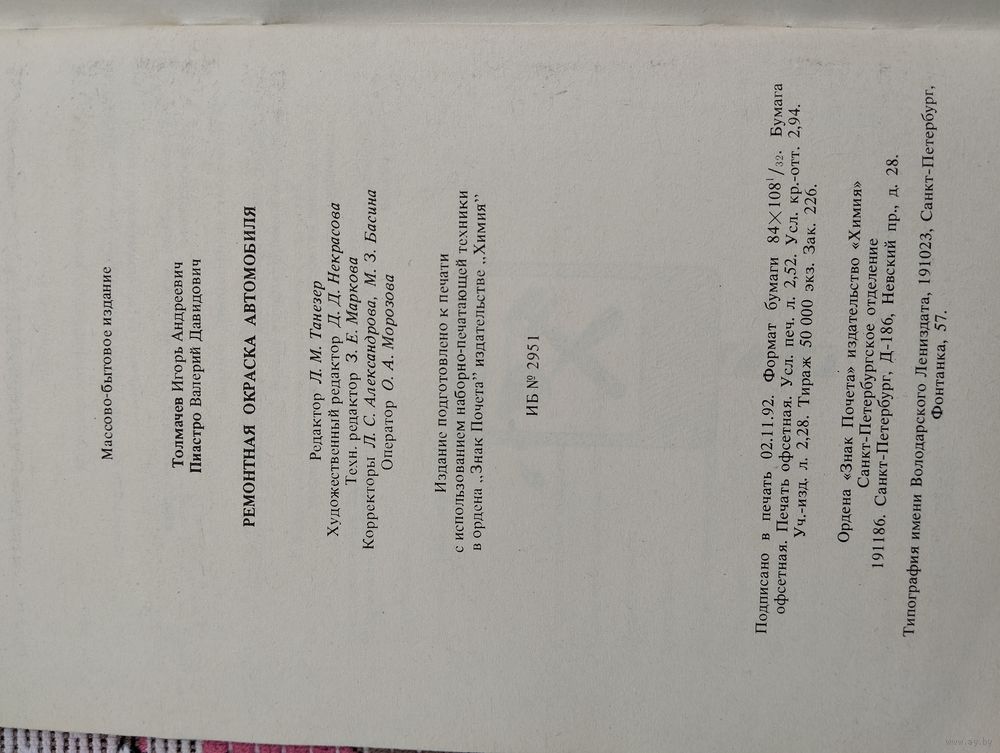 Массово-бытовое издание
Толмачев Игорь Андреевич
Пиастро Валерий Давидович
РЕМОНТНАЯ ОКРАСКА АВТОМОБИЛЯ
Редактор Л. М. Танезер
Художественный редактор Д. Д. Некрасова
Техн. редактор З. Е. Маркова
Корректоры Л. С. Александрова, М. З. Басина
Оператор О. А. Морозова
Издание подготовлено к печати
с использованием наборно-печатающей техники
в ордена „Знак Почета” издательстве „Химия”
ИБ № 2951
Подписано в печать 02.11.92. Формат бумаги 84×108¹/32. Бумага
офсетная. Печать офсетная. Усл. печ. л. 2,52. Усл. кр.-отт. 2,94.
Уч.-изд. л. 2,28. Тираж 50 000 экз. Зак. 226.
Ордена «Знак Почета» издательство «Химия»
Санкт-Петербургское отделение
191186. Санкт-Петербург, Д-186, Невский пр., д. 28.
Типография имени Володарского Лениздата, 191023, Санкт-Петербург,
Фонтанка, 57.
www.ay.by